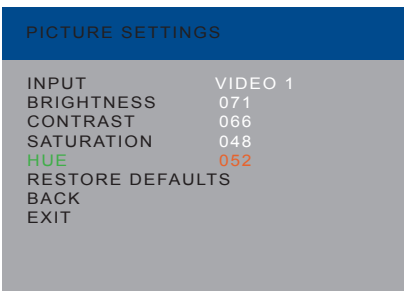 PICTURE SETTINGS
INPUT VIDEO 1
BRIGHTNESS 071
CONTRAST 066
SATURATION 048
HUE 052
RESTORE DEFAULTS
BACK
EXIT